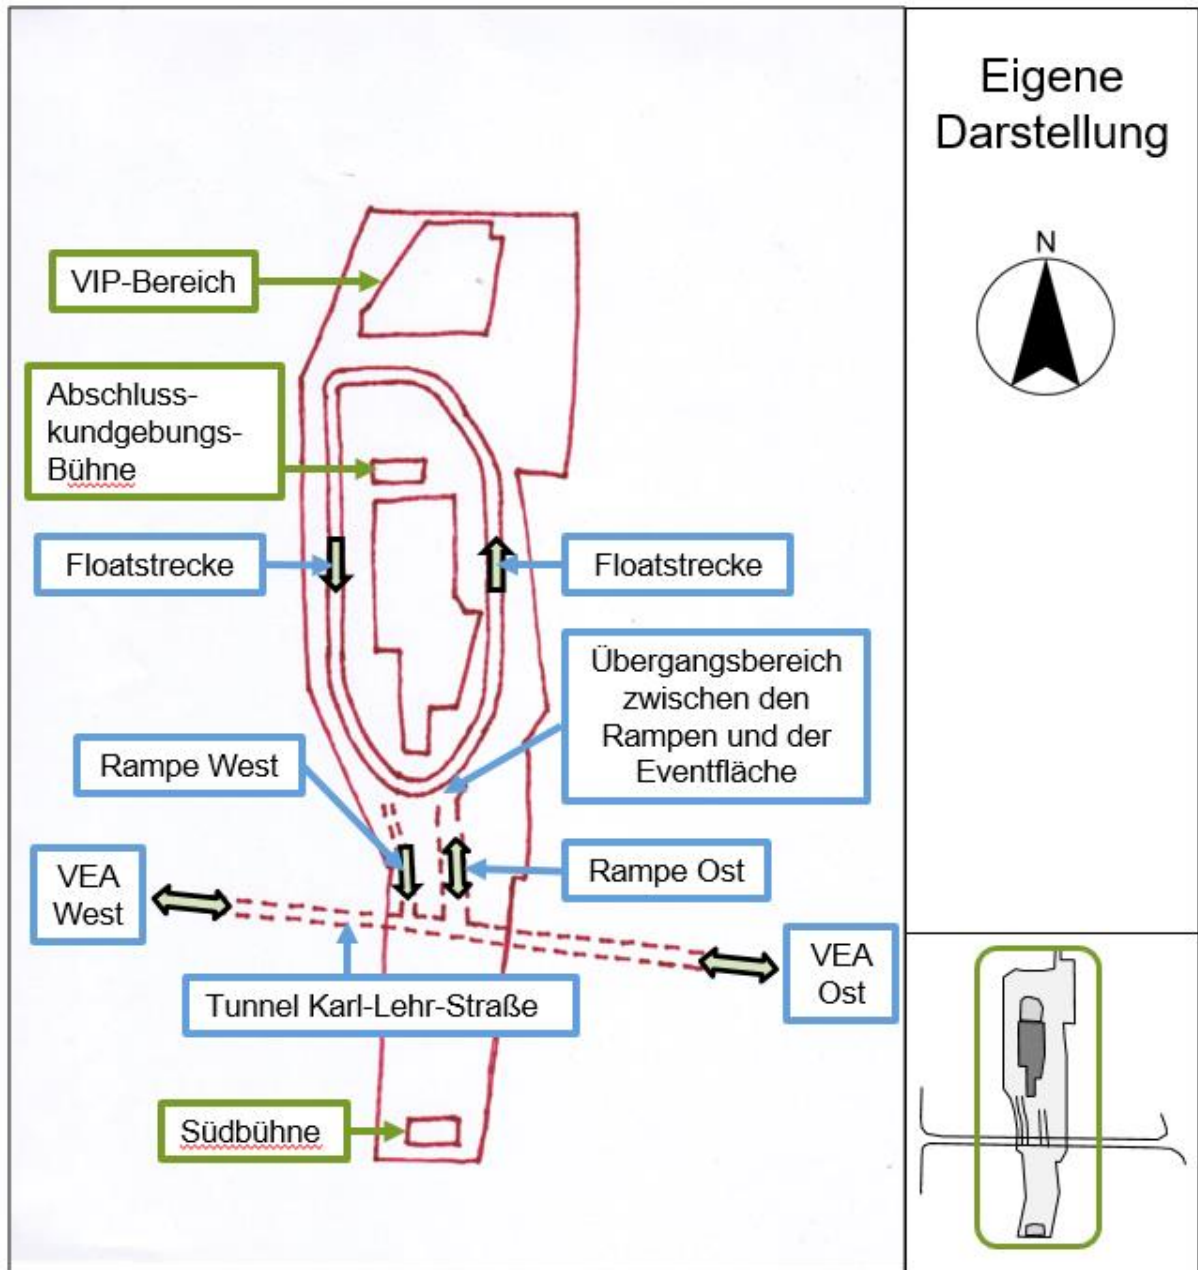 Eigene
Darstellung
N
VIP-Bereich
Abschluss-
kundgebungs-
Bühne
Floatstrecke
Floatstrecke
Übergangsbereich
zwischen den
Rampen und der
Eventfläche
Rampe West
Rampe Ost
VEA
West
VEA
Ost
Tunnel Karl-Lehr-Straße
Südbühne